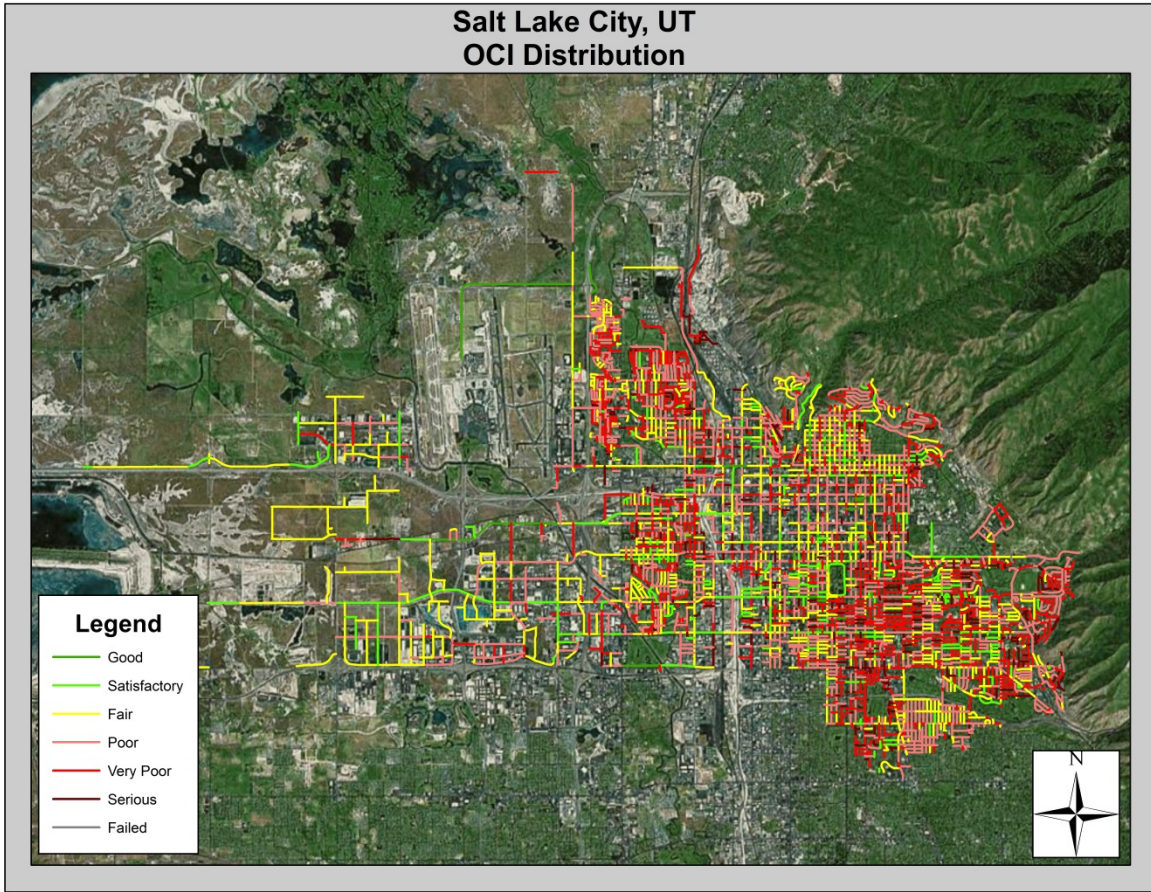 Salt Lake City, UT
OCI Distribution
Legend
Good
Satisfactory
Fair
Poor
Very Poor
Serious
Failed
N